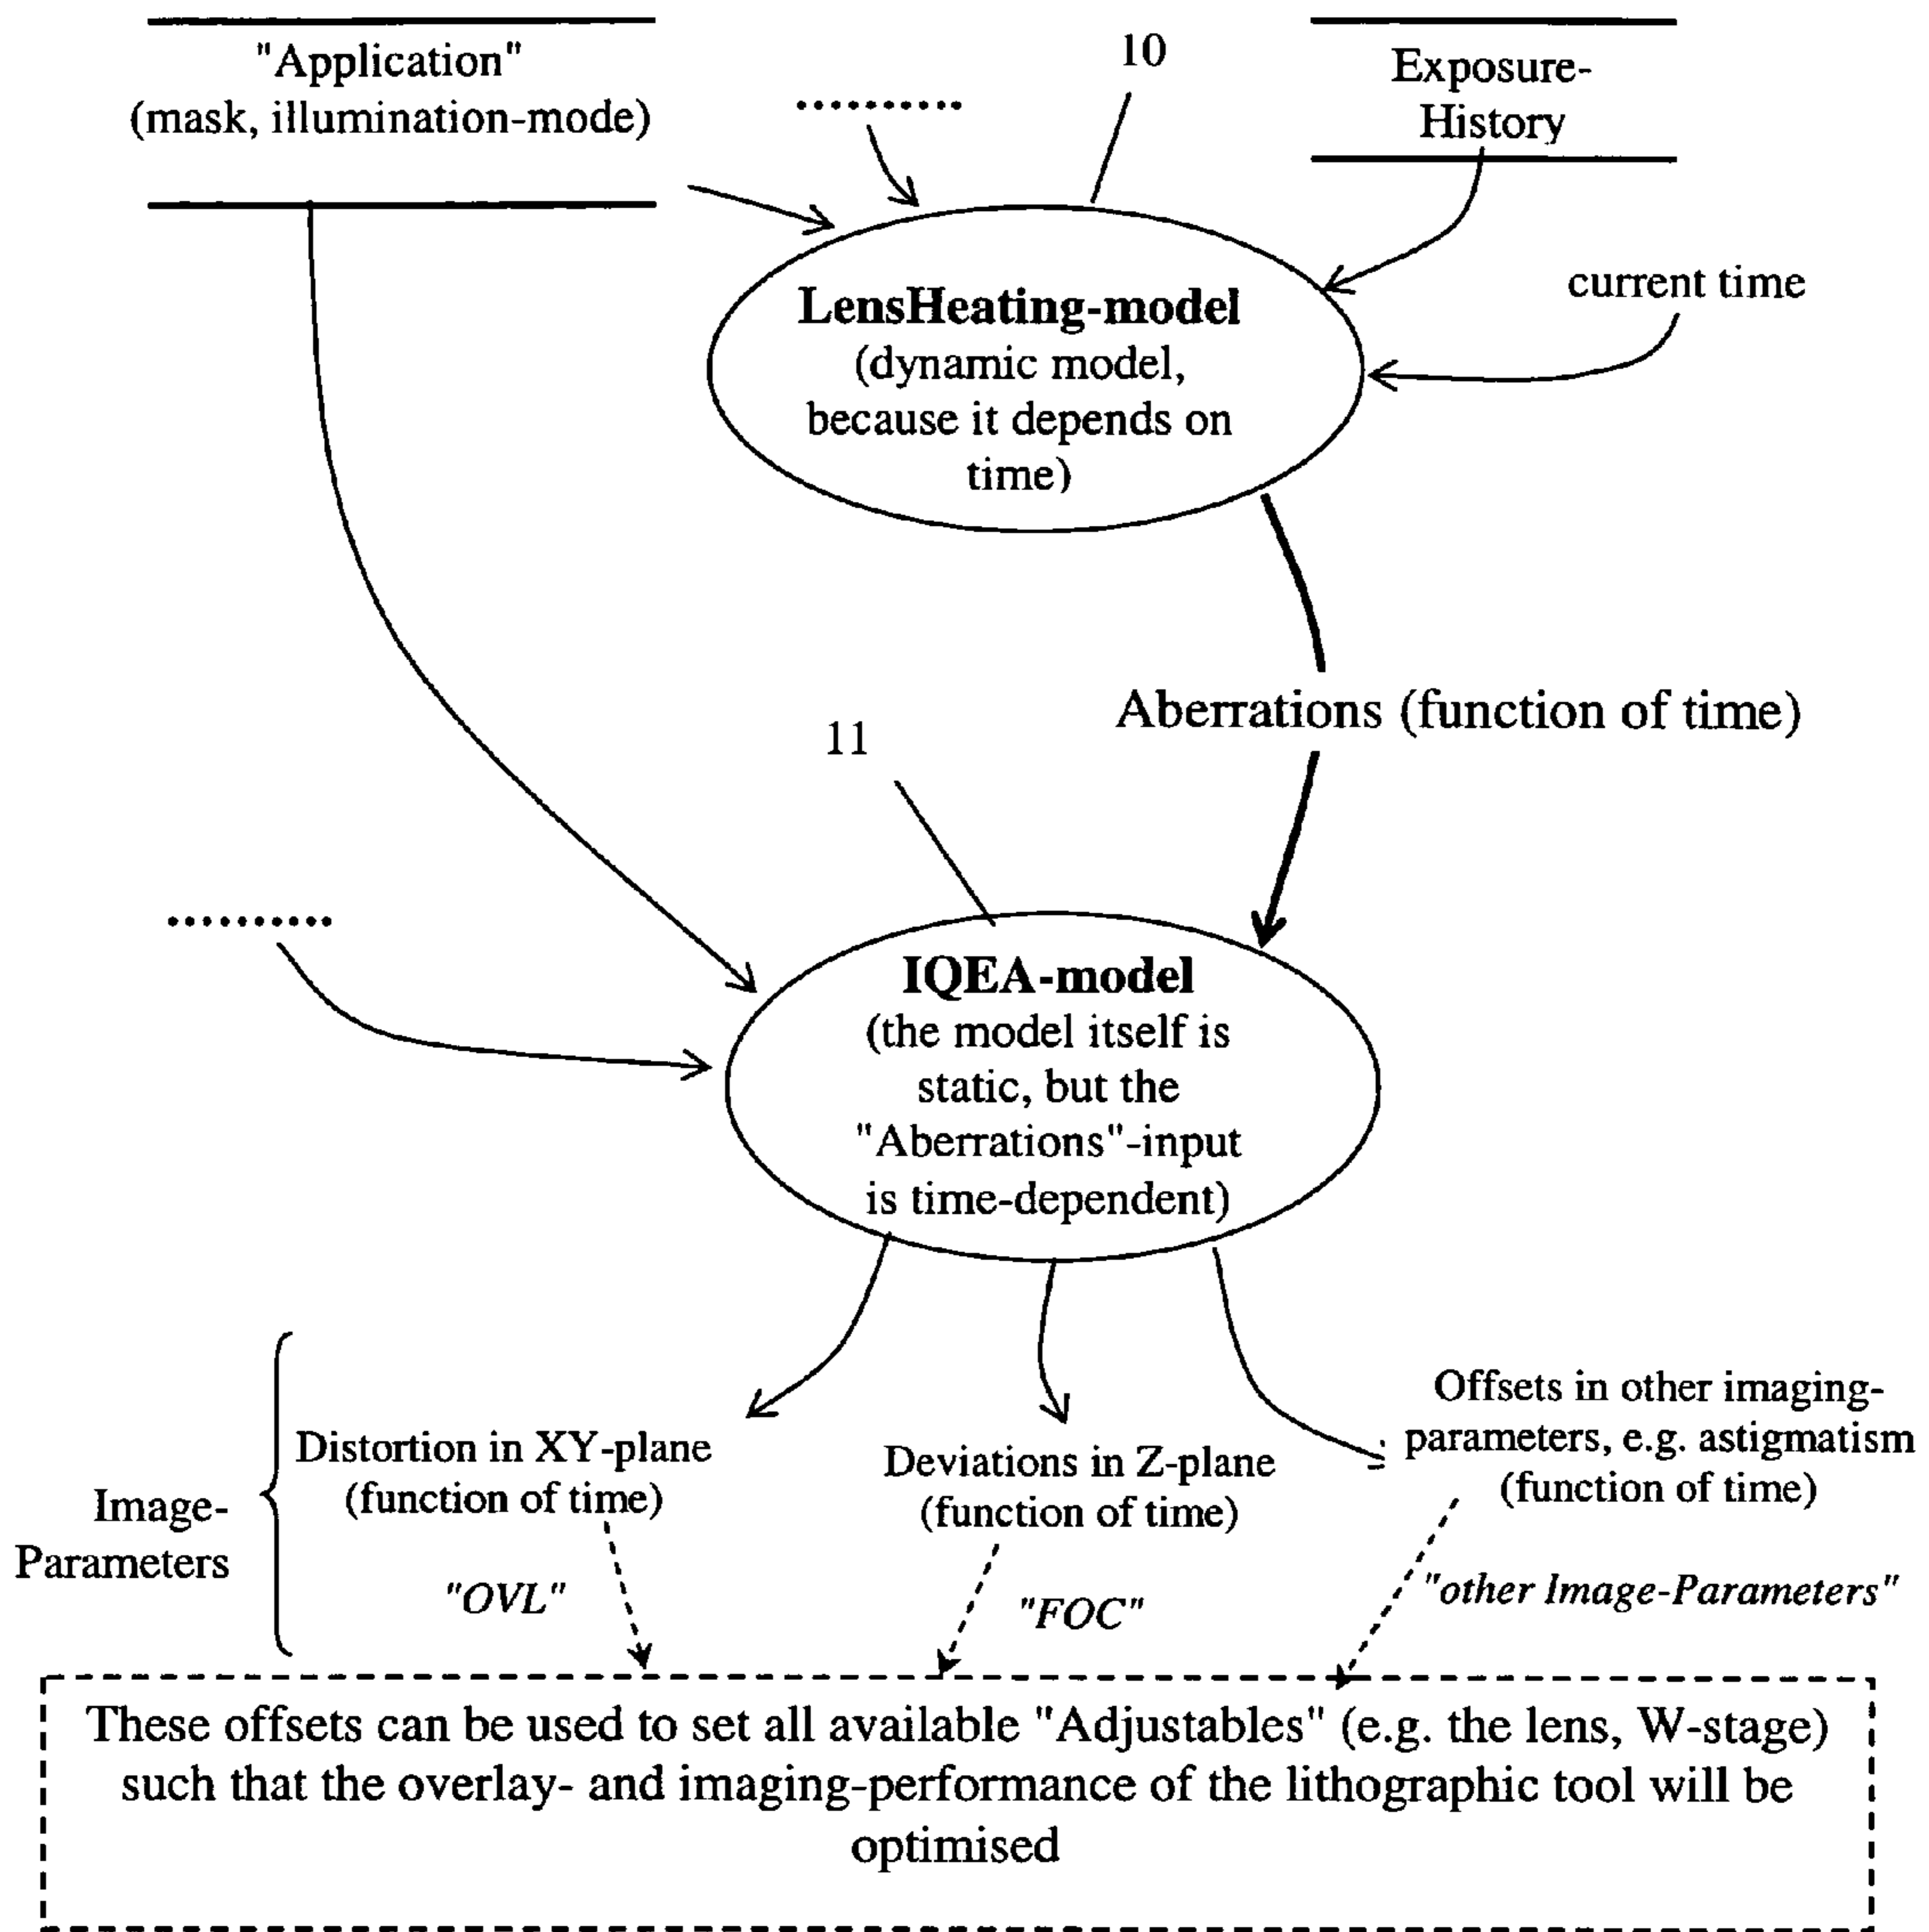 "Application"
(mask, illumination-mode)
10
Exposure-
History
current time
LensHeating-model
(dynamic model,
because it depends on
time)
Aberrations (function of time)
11
IQEA-model
(the model itself is
static, but the
"Aberrations"-input
is time-dependent)
Image-
Parameters
Distortion in XY-plane
(function of time)
Deviations in Z-plane
(function of time)
Offsets in other imaging-
parameters, e.g. astigmatism
(function of time)
"OVL"
"FOC"
"other Image-Parameters"
These offsets can be used to set all available "Adjustables" (e.g. the lens, W-stage)
such that the overlay- and imaging-performance of the lithographic tool will be
optimised